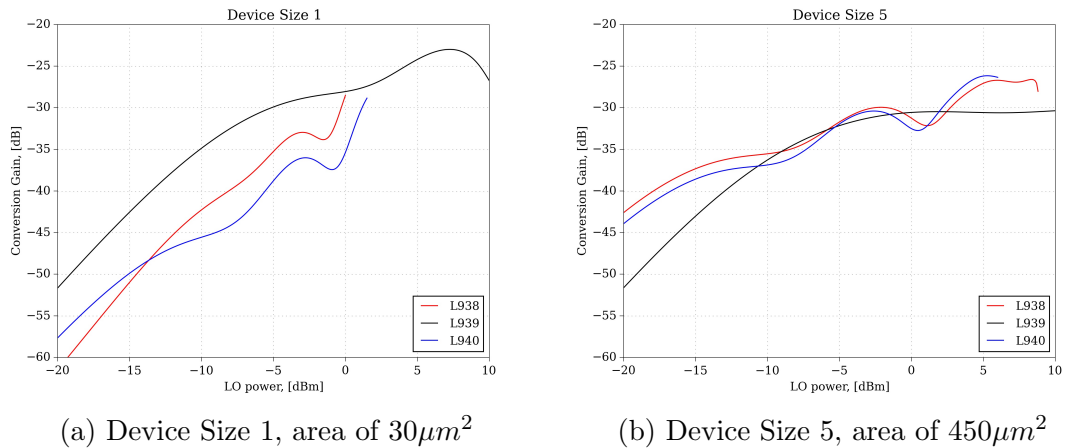 Device Size 1
Conversion Gain, [dB]
−20
−25
−30
−35
−40
−45
−50
−55
−60
−20
−15
−10
−5
0
5
10
LO power, [dBm]
L938
L939
L940
(a) Device Size 1, area of 30μm²
Device Size 5
Conversion Gain, [dB]
−20
−25
−30
−35
−40
−45
−50
−55
−60
−20
−15
−10
−5
0
5
10
LO power, [dBm]
L938
L939
L940
(b) Device Size 5, area of 450μm²